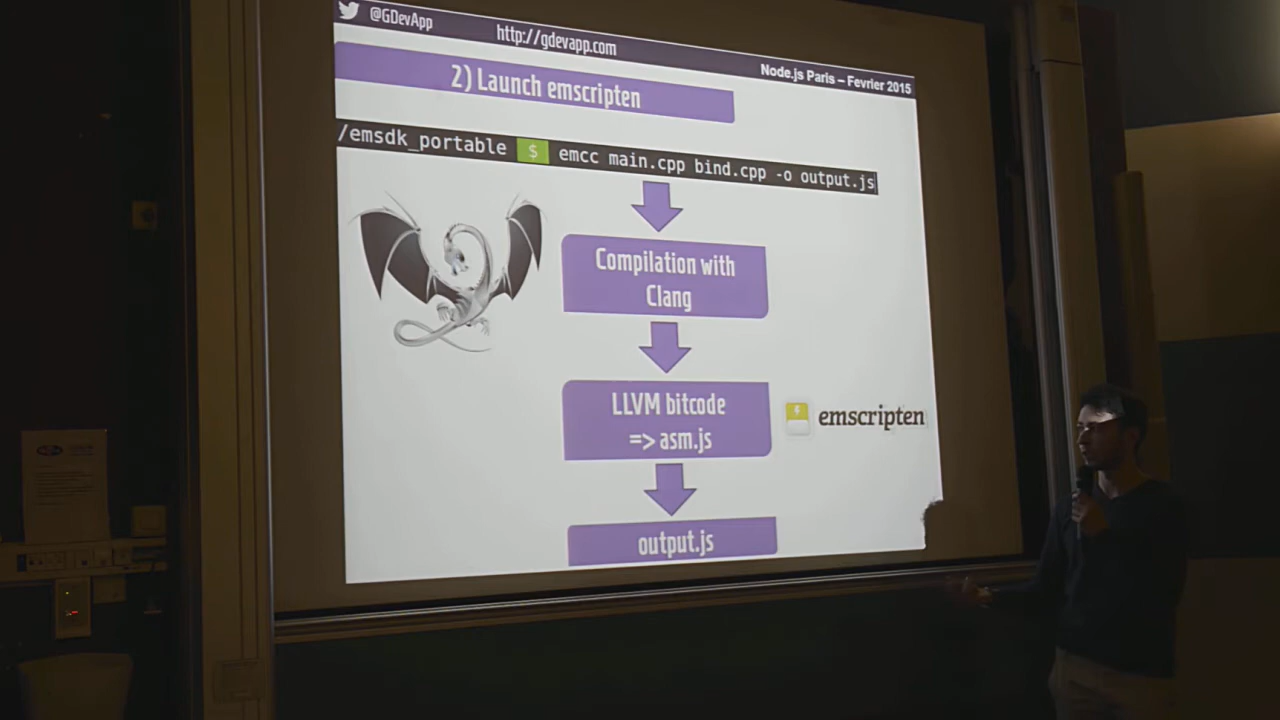 @GDevApp
http://gdevapp.com
Node.js Paris – Fevrier 2015
2) Launch emscripten
/emsdk_portable $ emcc main.cpp bind.cpp -o output.js
Compilation with
Clang
LLVM bitcode
=> asm.js
emscripten
output.js